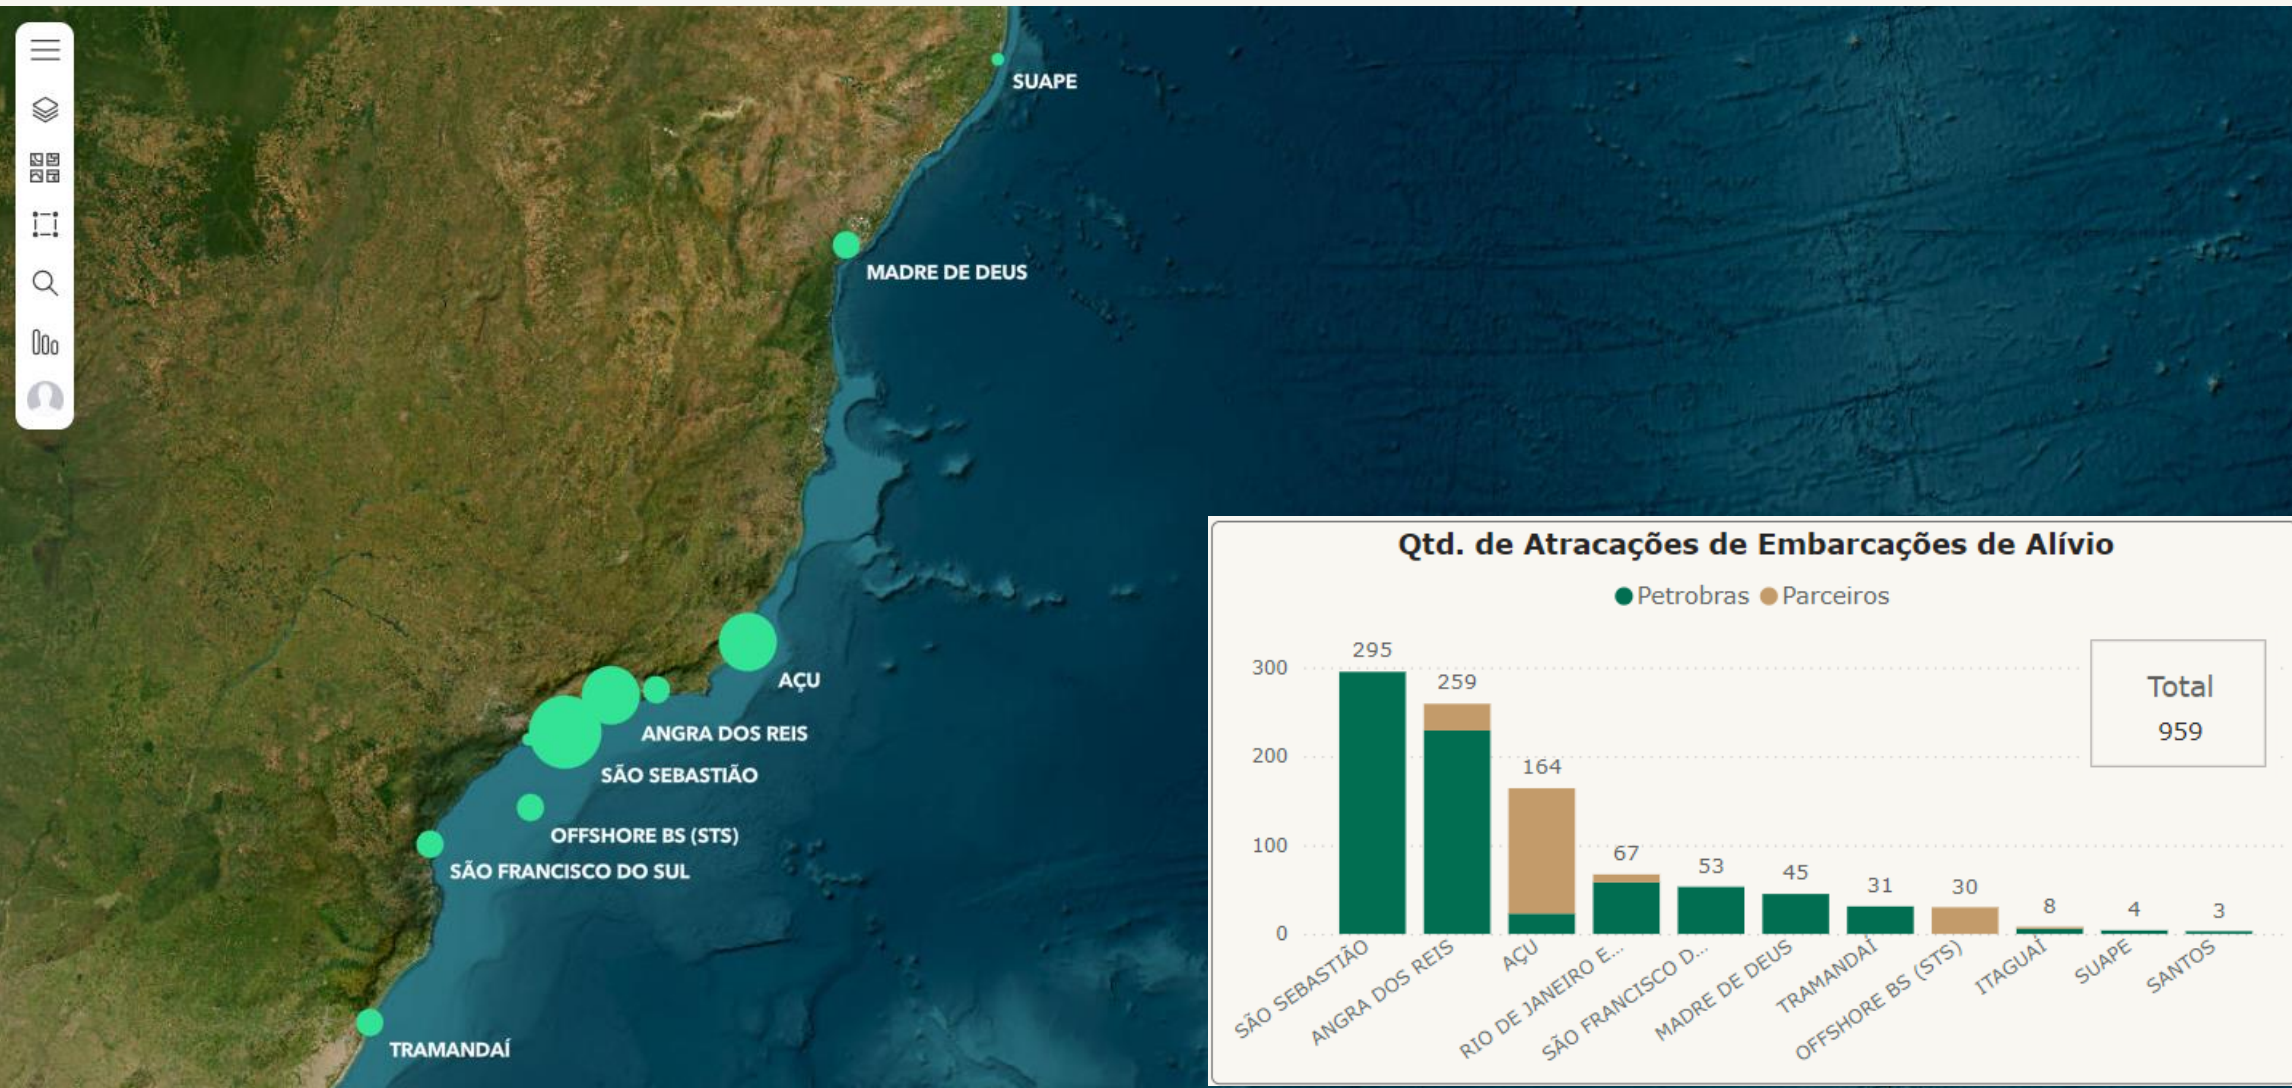 SUAPE
MADRE DE DEUS
AÇU
ANGRA DOS REIS
SÃO SEBASTIÃO
OFFSHORE BS (STS)
SÃO FRANCISCO DO SUL
TRAMANDAÍ
Qtd. de Atracações de Embarcações de Alívio
Petrobras Parceiros
300
200
100
0
295
259
164
67
53
45
31
30
8
4
3
Total
959
SÃO SEBASTIÃO
ANGRA DOS REIS
AÇU
RIO DE JANEIRO E...
SÃO FRANCISCO D...
MADRE DE DEUS
TRAMANDAÍ
OFFSHORE BS (STS)
ITAGUAÍ
SUAPE
SANTOS